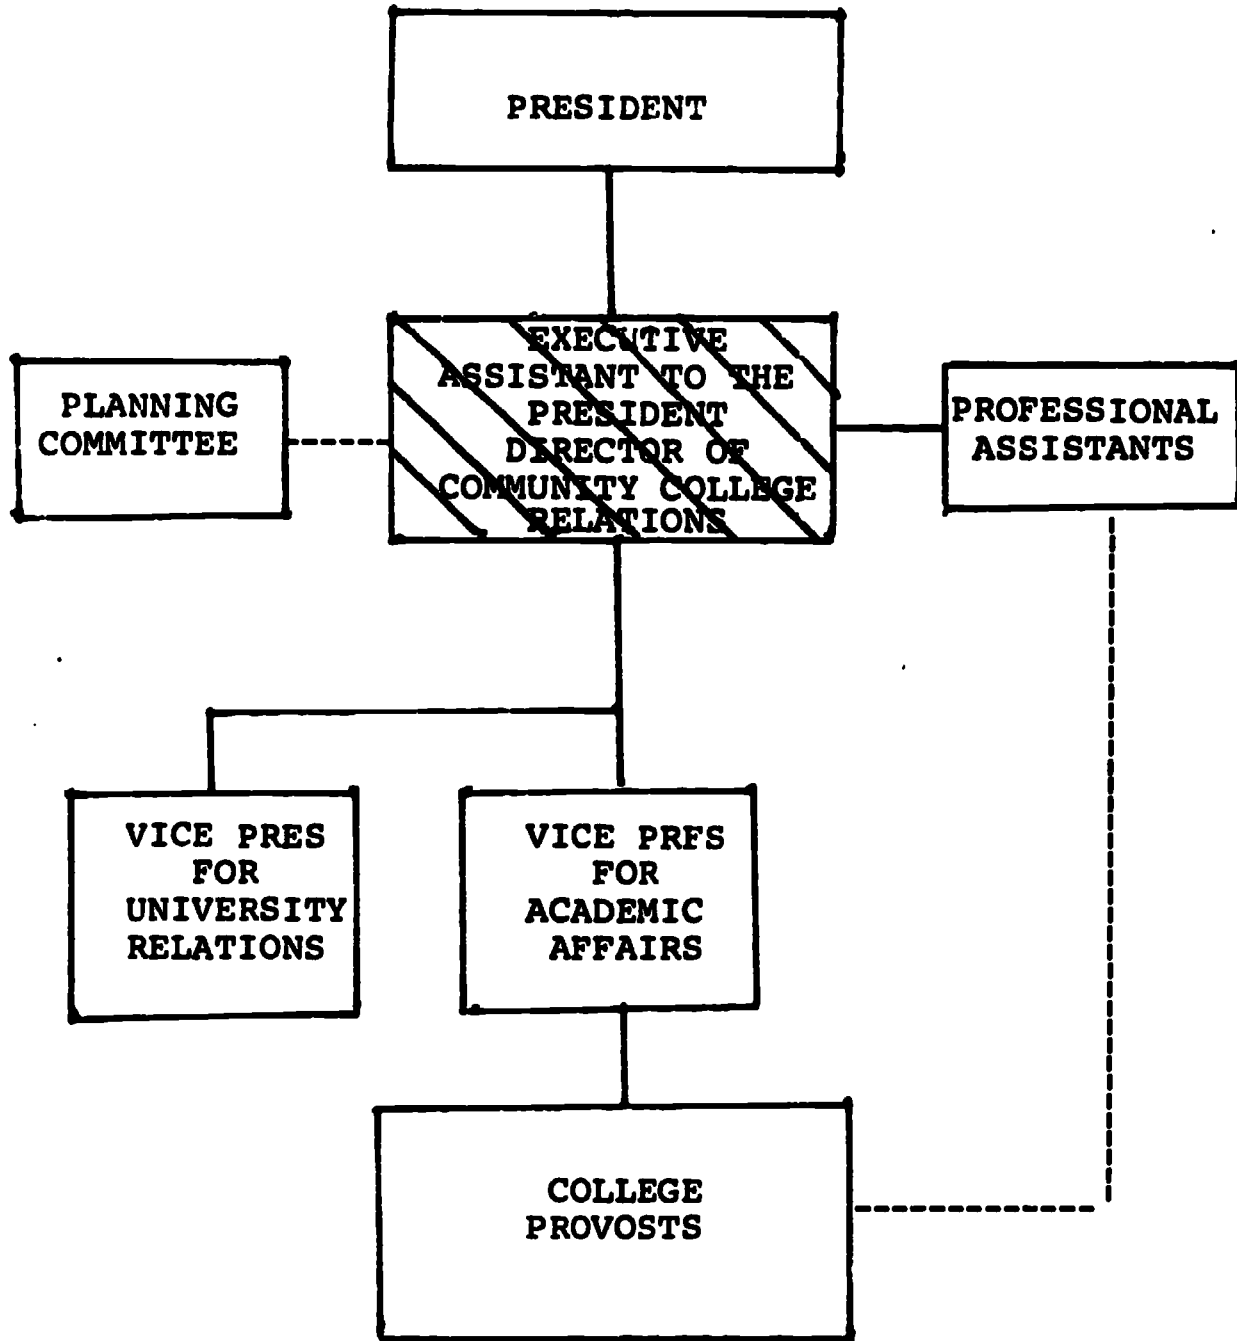 PRESIDENT
EXECUTIVE
ASSISTANT TO THE
PRESIDENT
DIRECTOR OF
COMMUNITY COLLEGE
RELATIONS
PLANNING
COMMITTEE
PROFESSIONAL
ASSISTANTS
VICE PRES
FOR
UNIVERSITY
RELATIONS
VICE PRFS
FOR
ACADEMIC
AFFAIRS
COLLEGE
PROVOSTS